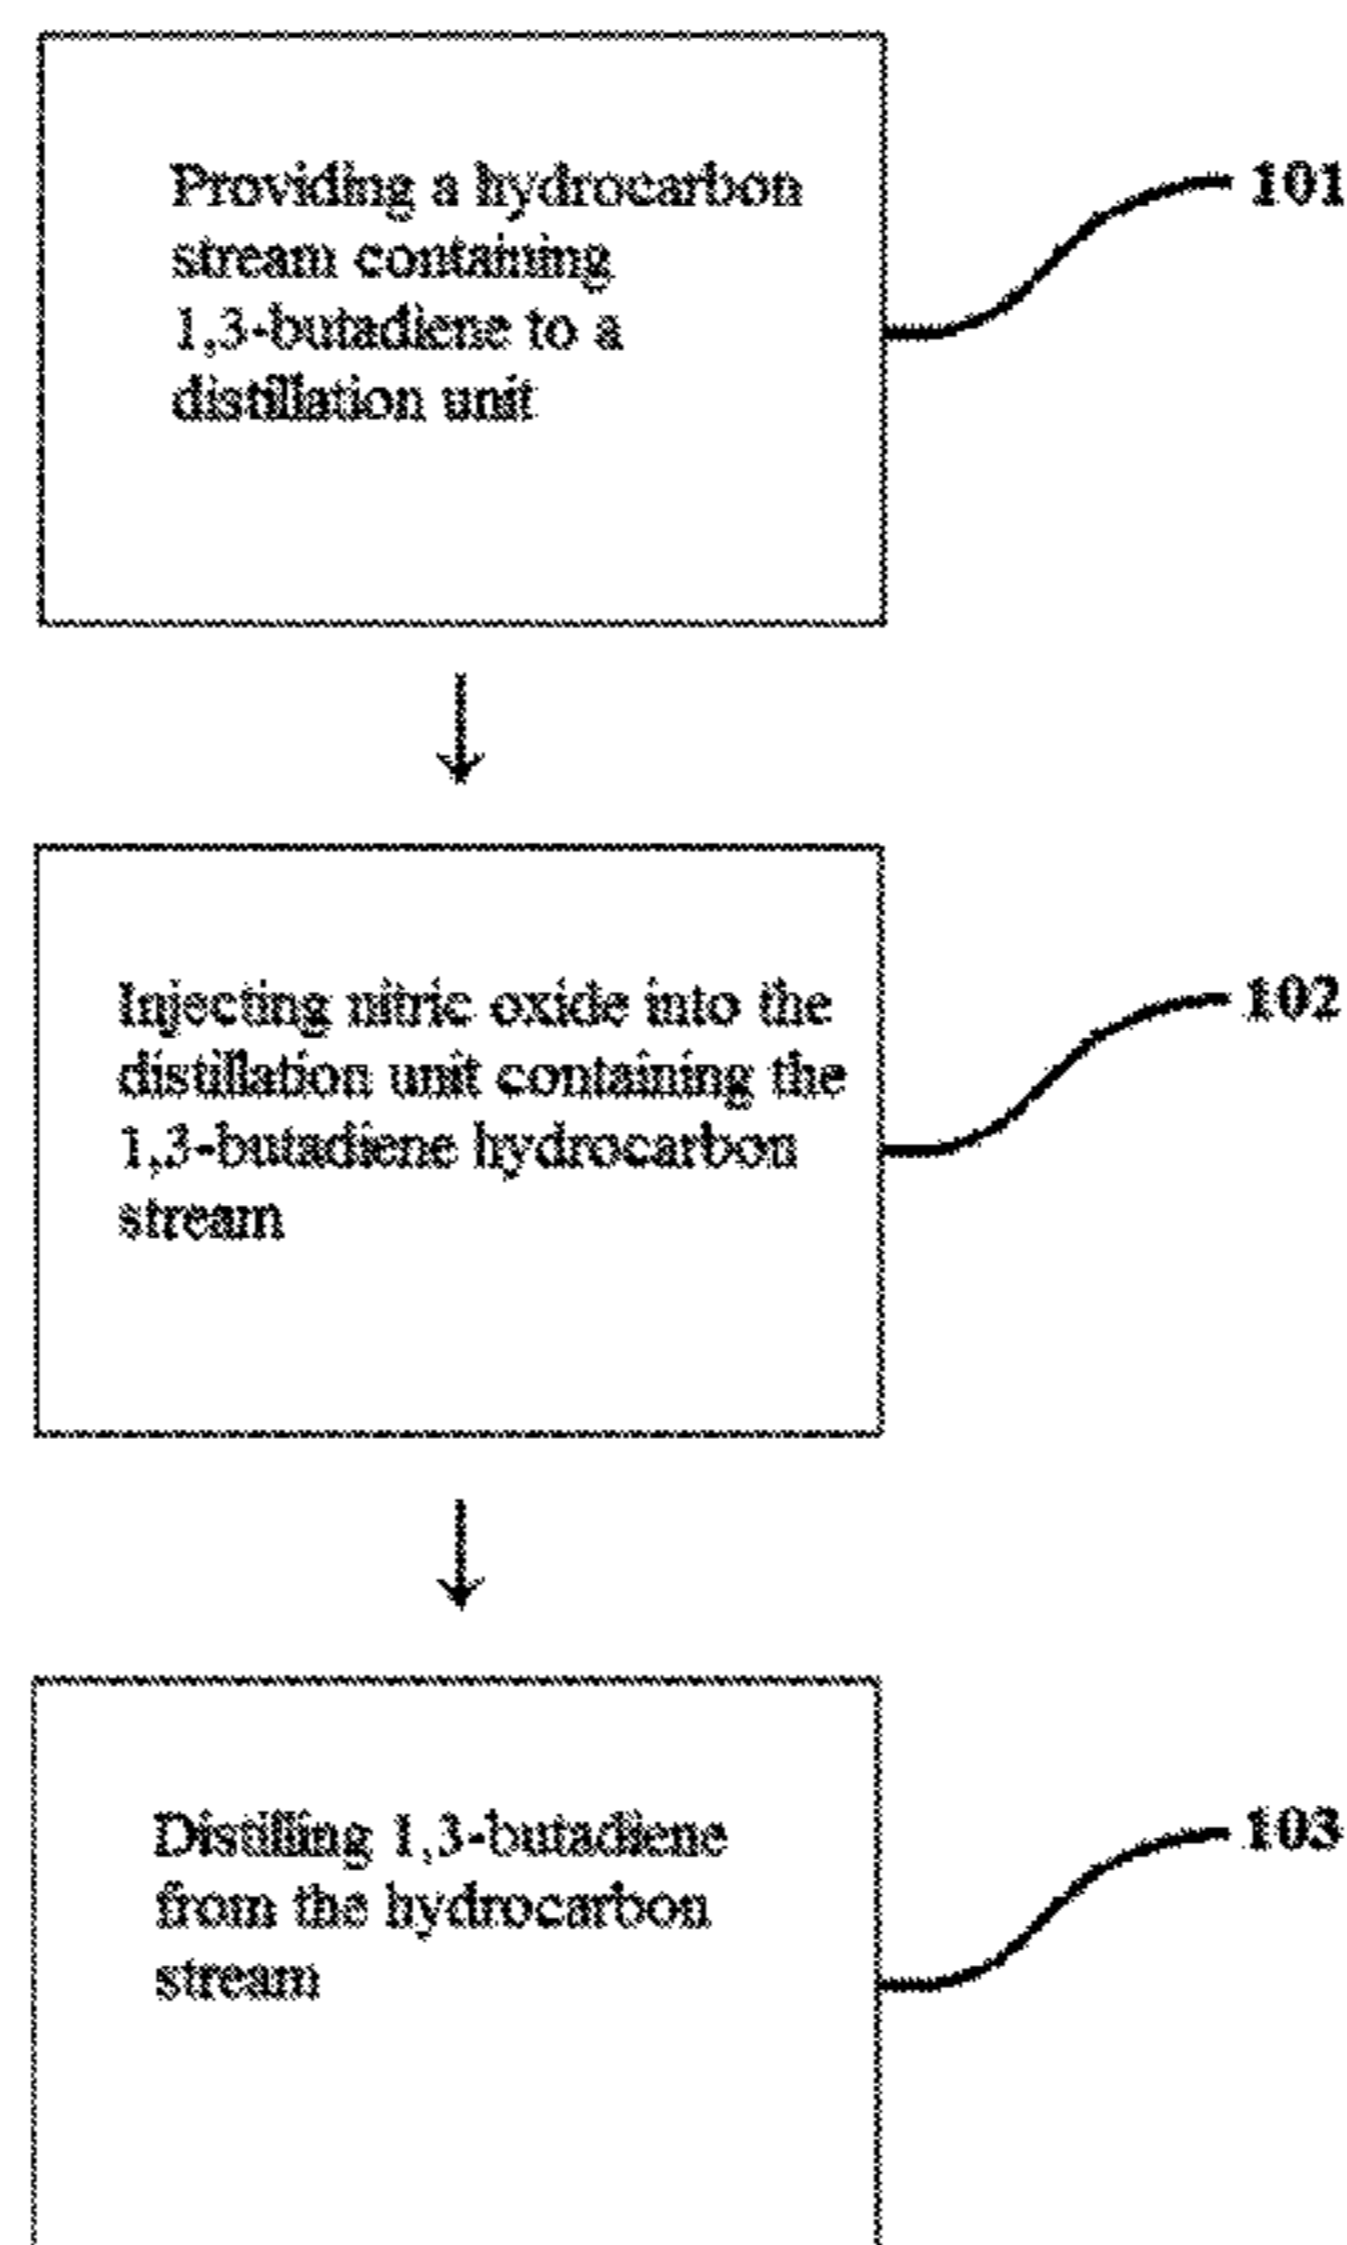 Providing a hydrocarbon
stream containing
1,3-butadiene to a
distillation unit
101
Injecting nitric oxide into the
distillation unit containing the
1,3-butadiene hydrocarbon
stream
102
Distilling 1,3-butadiene
from the hydrocarbon
stream
103